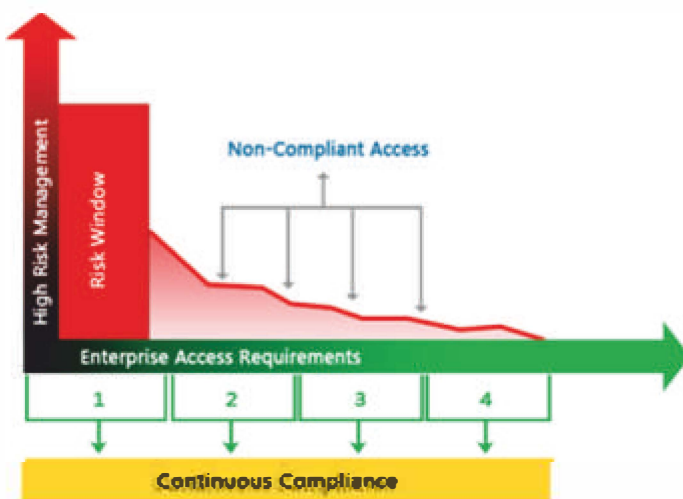 Non-Compliant Access
High Risk Management
Risk Window
Enterprise Access Requirements
1
2
3
4
Continuous Compliance